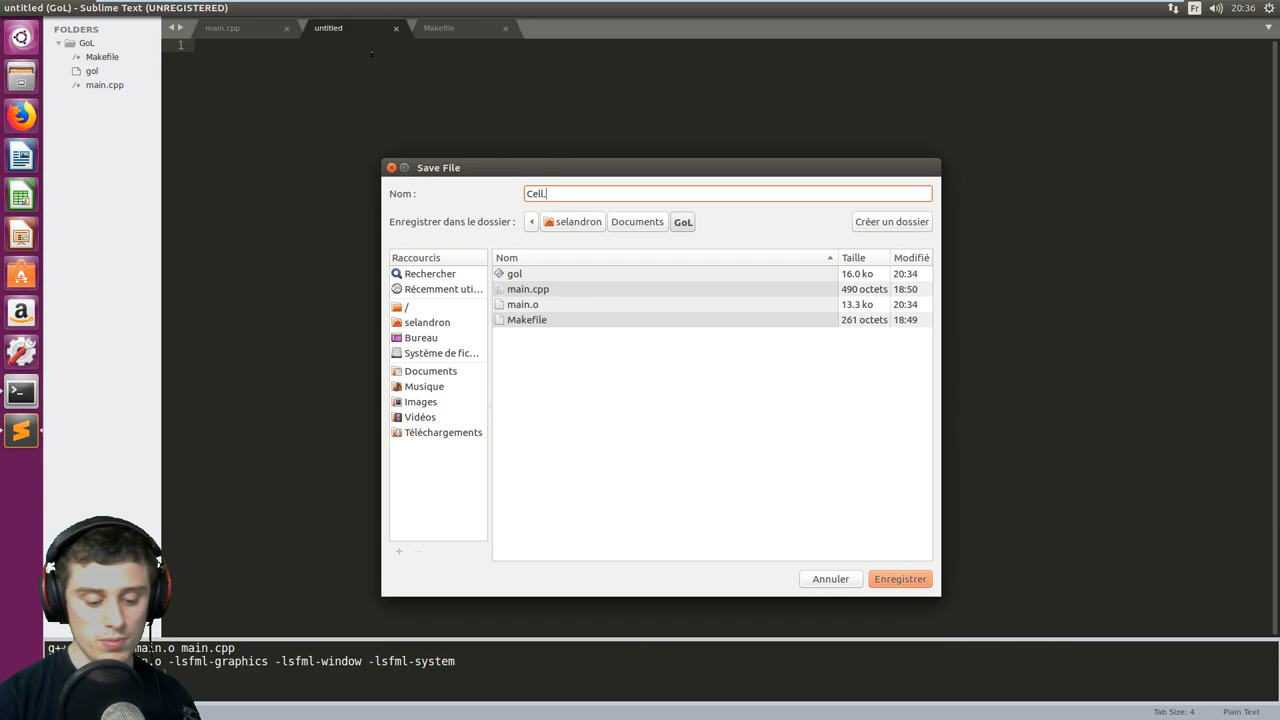 untitled (GoL) - Sublime Text (UNREGISTERED)
Fr
20:36
FOLDERS
GoL
Makefile
gol
main.cpp
main.cpp
untitled
Makefile
1
Save File
Nom :
Cell.
Enregistrer dans le dossier :
selandron
Documents
GoL
Créer un dossier
Raccourcis
Rechercher
Récemment uti...
/
selandron
Bureau
Système de fic...
Documents
Musique
Images
Vidéos
Téléchargements
Nom Taille Modifié
gol 16.0 ko 20:34
main.cpp 490 octets 18:50
main.o 13.3 ko 20:34
Makefile 261 octets 18:49
Annuler
Enregistrer
main.o main.cpp
-lsfml-graphics -lsfml-window -lsfml-system
Tab Size: 4
Plain Text